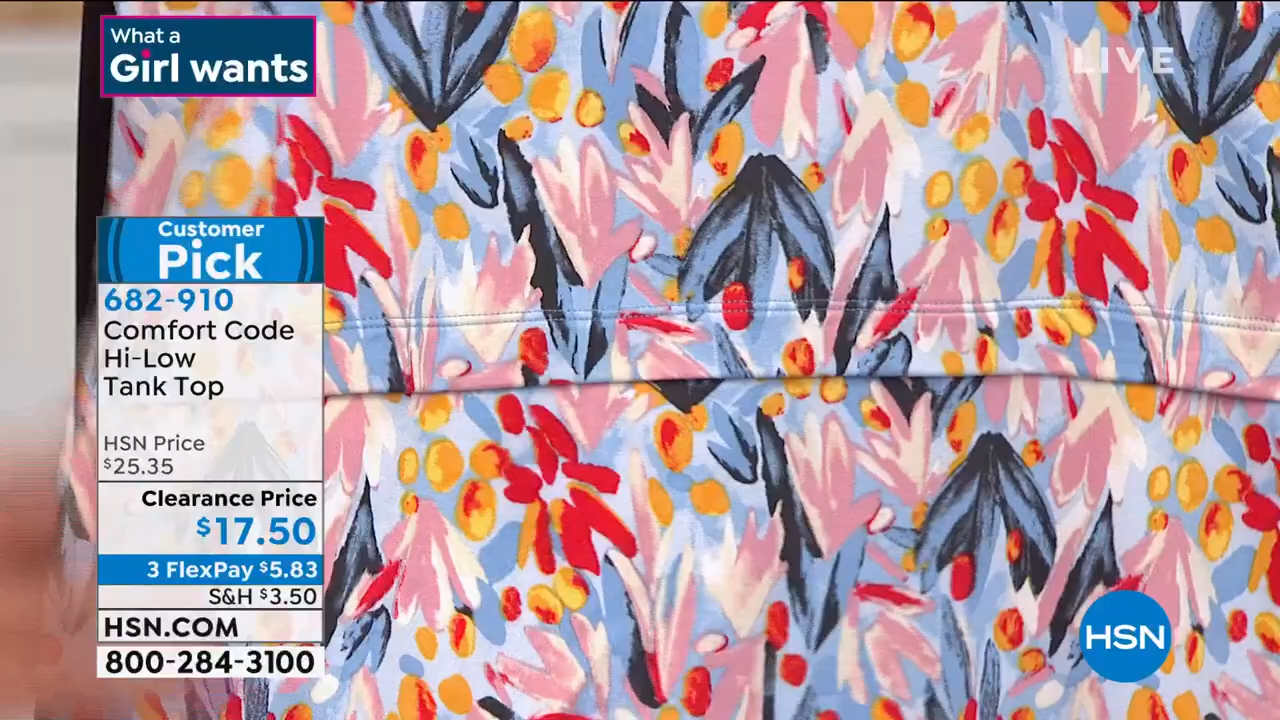 What a
Girl wants
LIVE
Customer
Pick
682-910
Comfort Code
Hi-Low
Tank Top
HSN Price
$25.35
Clearance Price
$17.50
3 FlexPay $5.83
S&H $3.50
HSN.COM
800-284-3100
HSN